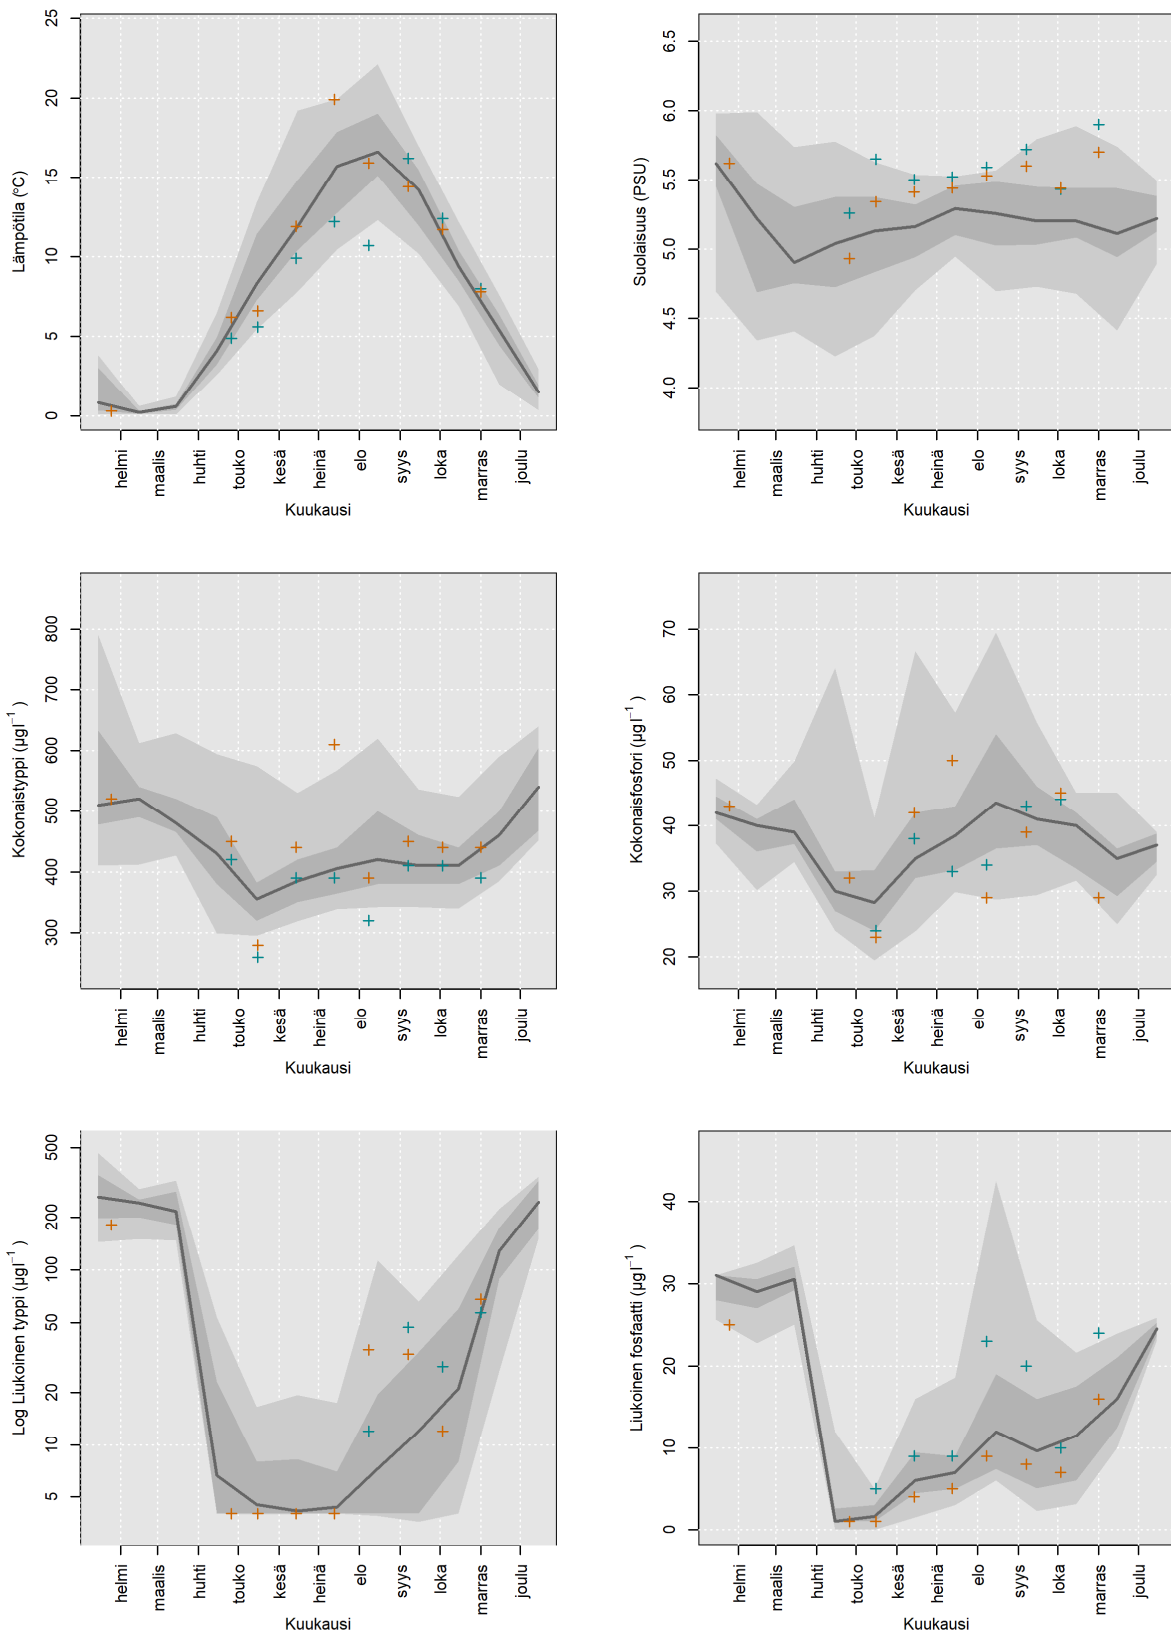 25
20
15
10
5
0
Lämpötila (°C)
helmi
maalis
huhti
touko
kesä
heinä
elo
syys
loka
marras
joulu
Kuukausi
6.5
6.0
5.5
5.0
4.5
4.0
Suolaisuus (PSU)
helmi
maalis
huhti
touko
kesä
heinä
elo
syys
loka
marras
joulu
Kuukausi
800
700
600
500
400
300
Kokonaistyppi (µgl⁻¹)
helmi
maalis
huhti
touko
kesä
heinä
elo
syys
loka
marras
joulu
Kuukausi
70
60
50
40
30
20
Kokonaisfosfori (µgl⁻¹)
helmi
maalis
huhti
touko
kesä
heinä
elo
syys
loka
marras
joulu
Kuukausi
500
200
100
50
20
10
5
Log Liukoinen typpi (µgl⁻¹)
helmi
maalis
huhti
touko
kesä
heinä
elo
syys
loka
marras
joulu
Kuukausi
40
30
20
10
0
Liukoinen fosfaatti (µgl⁻¹)
helmi
maalis
huhti
touko
kesä
heinä
elo
syys
loka
marras
joulu
Kuukausi